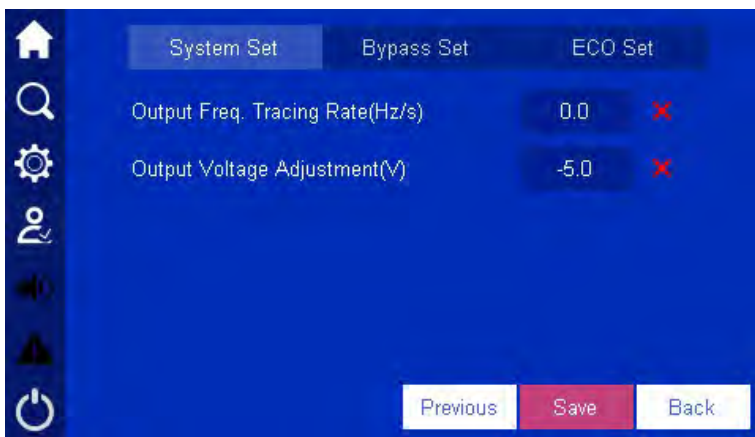 System Set Bypass Set ECO Set
Output Freq. Tracing Rate(Hz/s) 0.0
Output Voltage Adjustment(V) -5.0
Previous Save Back